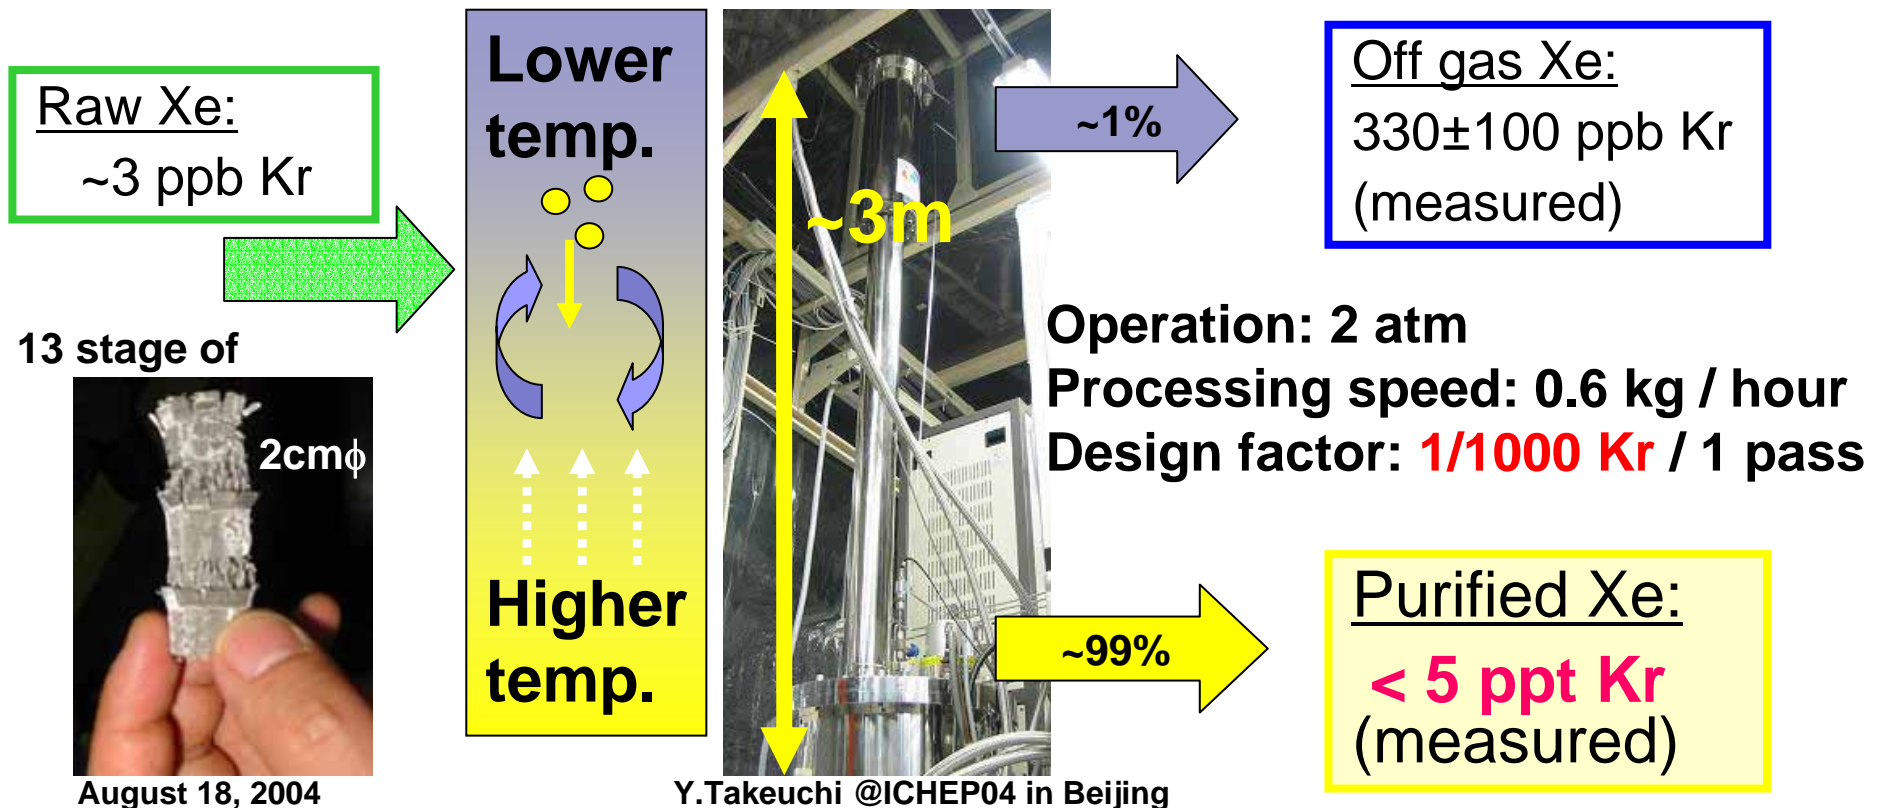 Raw Xe:
~3 ppb Kr
13 stage of
2cmϕ
August 18, 2004
Lower
temp.
Higher
temp.
~3m
Y.Takeuchi @ICHEP04 in Beijing
~1%
Off gas Xe:
330±100 ppb Kr
(measured)
Operation: 2 atm
Processing speed: 0.6 kg / hour
Design factor: 1/1000 Kr / 1 pass
~99%
Purified Xe:
< 5 ppt Kr
(measured)